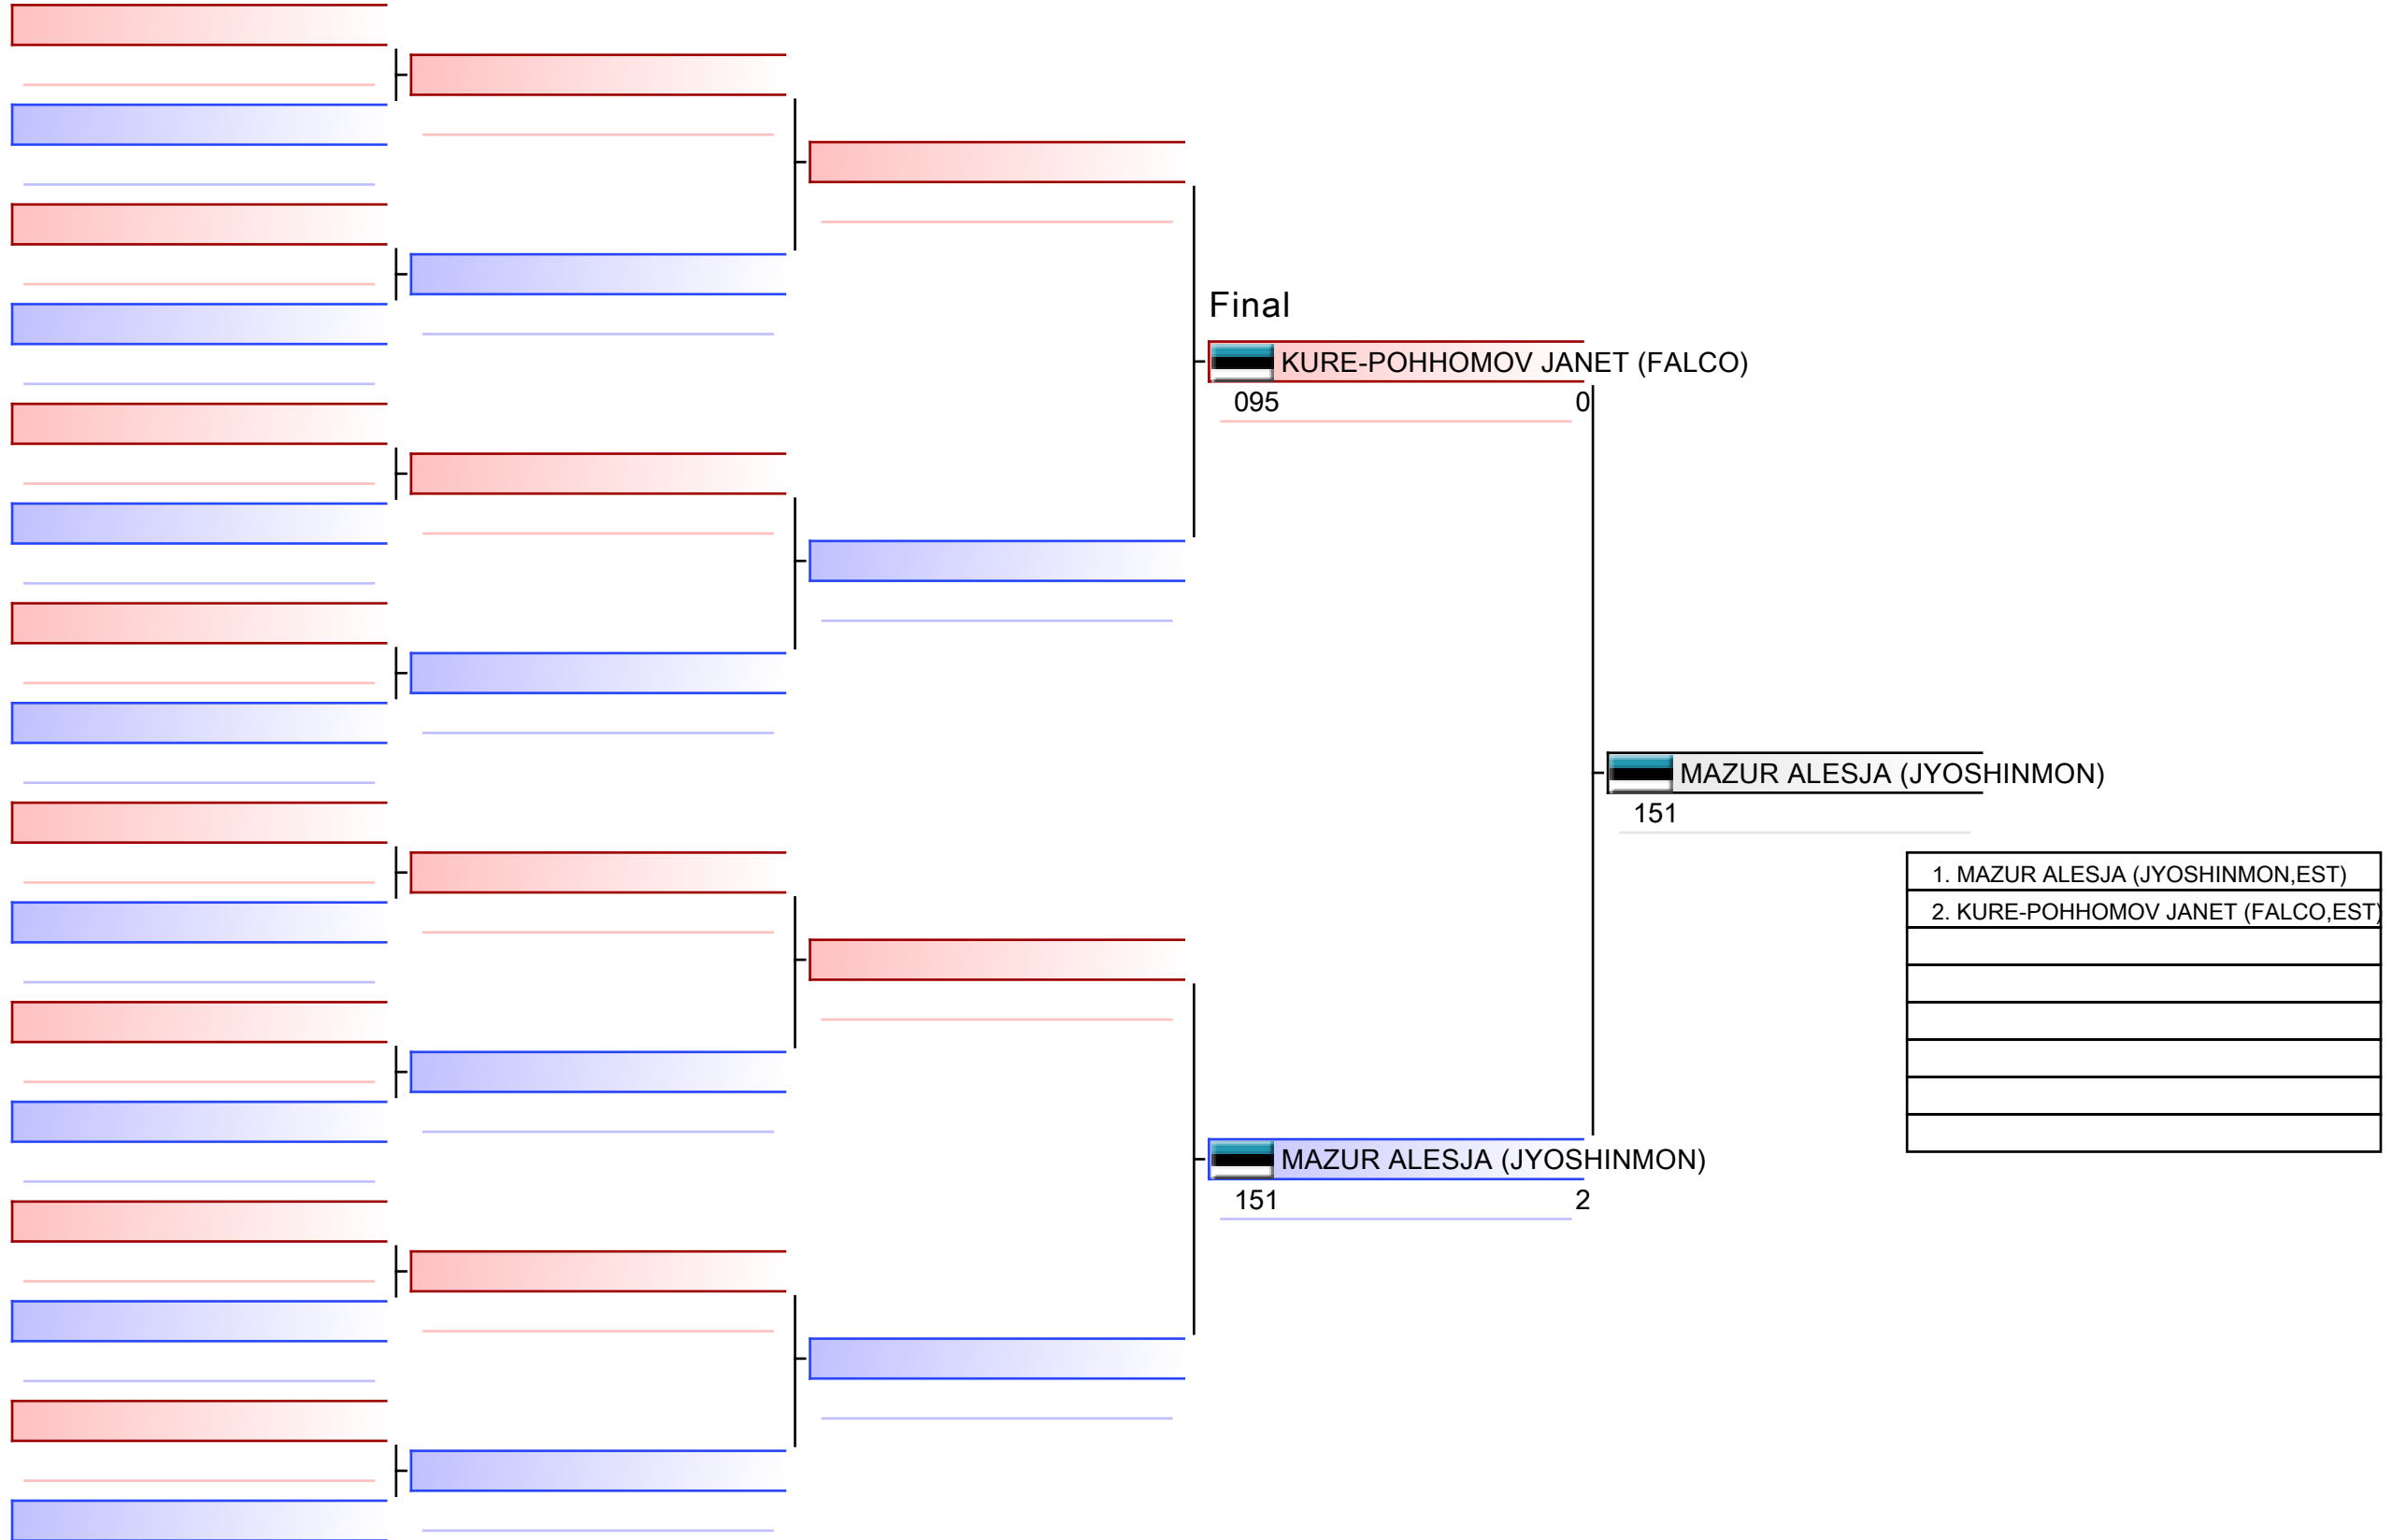 Final
KURE-POHHOMOV JANET (FALCO)
095 0
MAZUR ALESJA (JYOSHINMON)
151
1. MAZUR ALESJA (JYOSHINMON,EST)
2. KURE-POHHOMOV JANET (FALCO,EST)
MAZUR ALESJA (JYOSHINMON)
151 2